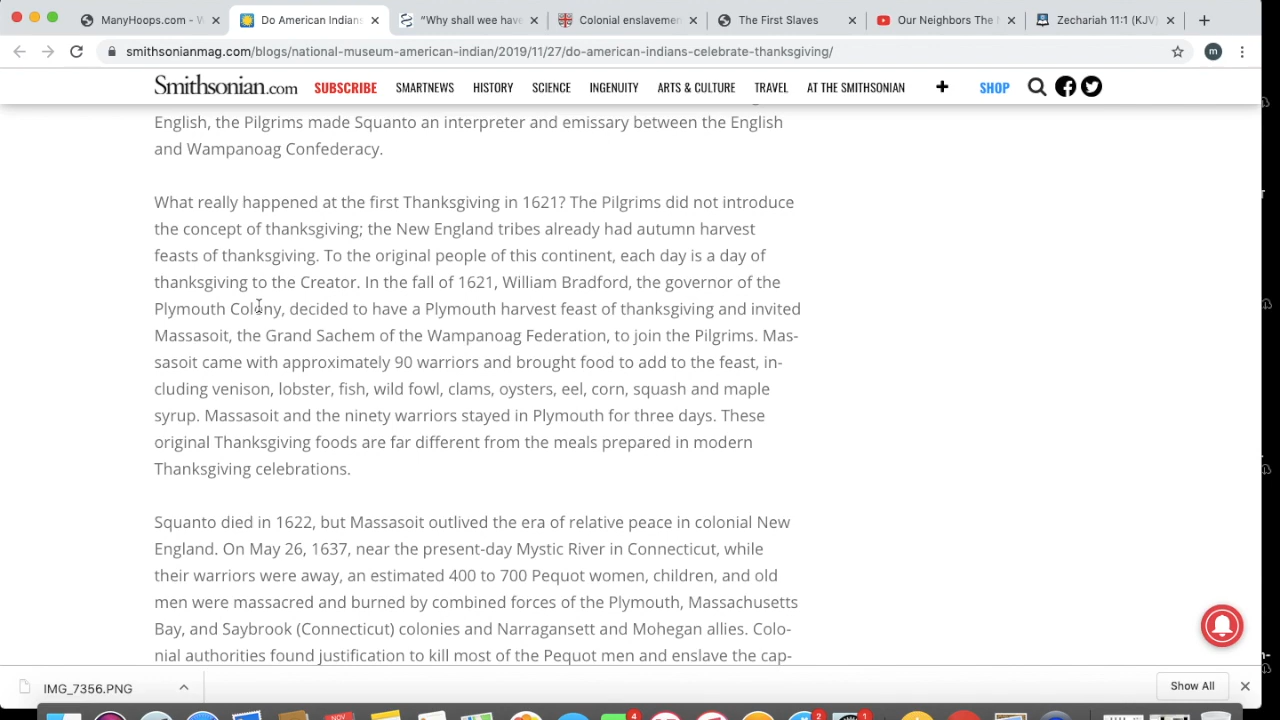 ManyHoops.com - W
Do American Indians
"Why shall wee have
Colonial enslavemen
The First Slaves
Our Neighbors The N
Zechariah 11:1 (KJV)
smithsonianmag.com/blogs/national-museum-american-indian/2019/11/27/do-american-indians-celebrate-thanksgiving/
m
Smithsonian.com SUBSCRIBE SMARTNEWS HISTORY SCIENCE INGENUITY ARTS & CULTURE TRAVEL AT THE SMITHSONIAN + SHOP
English, the Pilgrims made Squanto an interpreter and emissary between the English
and Wampanoag Confederacy.
What really happened at the first Thanksgiving in 1621? The Pilgrims did not introduce
the concept of thanksgiving; the New England tribes already had autumn harvest
feasts of thanksgiving. To the original people of this continent, each day is a day of
thanksgiving to the Creator. In the fall of 1621, William Bradford, the governor of the
Plymouth Colony, decided to have a Plymouth harvest feast of thanksgiving and invited
Massasoit, the Grand Sachem of the Wampanoag Federation, to join the Pilgrims. Mas-
sasoit came with approximately 90 warriors and brought food to add to the feast, in-
cluding venison, lobster, fish, wild fowl, clams, oysters, eel, corn, squash and maple
syrup. Massasoit and the ninety warriors stayed in Plymouth for three days. These
original Thanksgiving foods are far different from the meals prepared in modern
Thanksgiving celebrations.
Squanto died in 1622, but Massasoit outlived the era of relative peace in colonial New
England. On May 26, 1637, near the present-day Mystic River in Connecticut, while
their warriors were away, an estimated 400 to 700 Pequot women, children, and old
men were massacred and burned by combined forces of the Plymouth, Massachusetts
Bay, and Saybrook (Connecticut) colonies and Narragansett and Mohegan allies. Colo-
nial authorities found justification to kill most of the Pequot men and enslave the cap-
IMG_7356.PNG
Show All
NOV
4
2
1